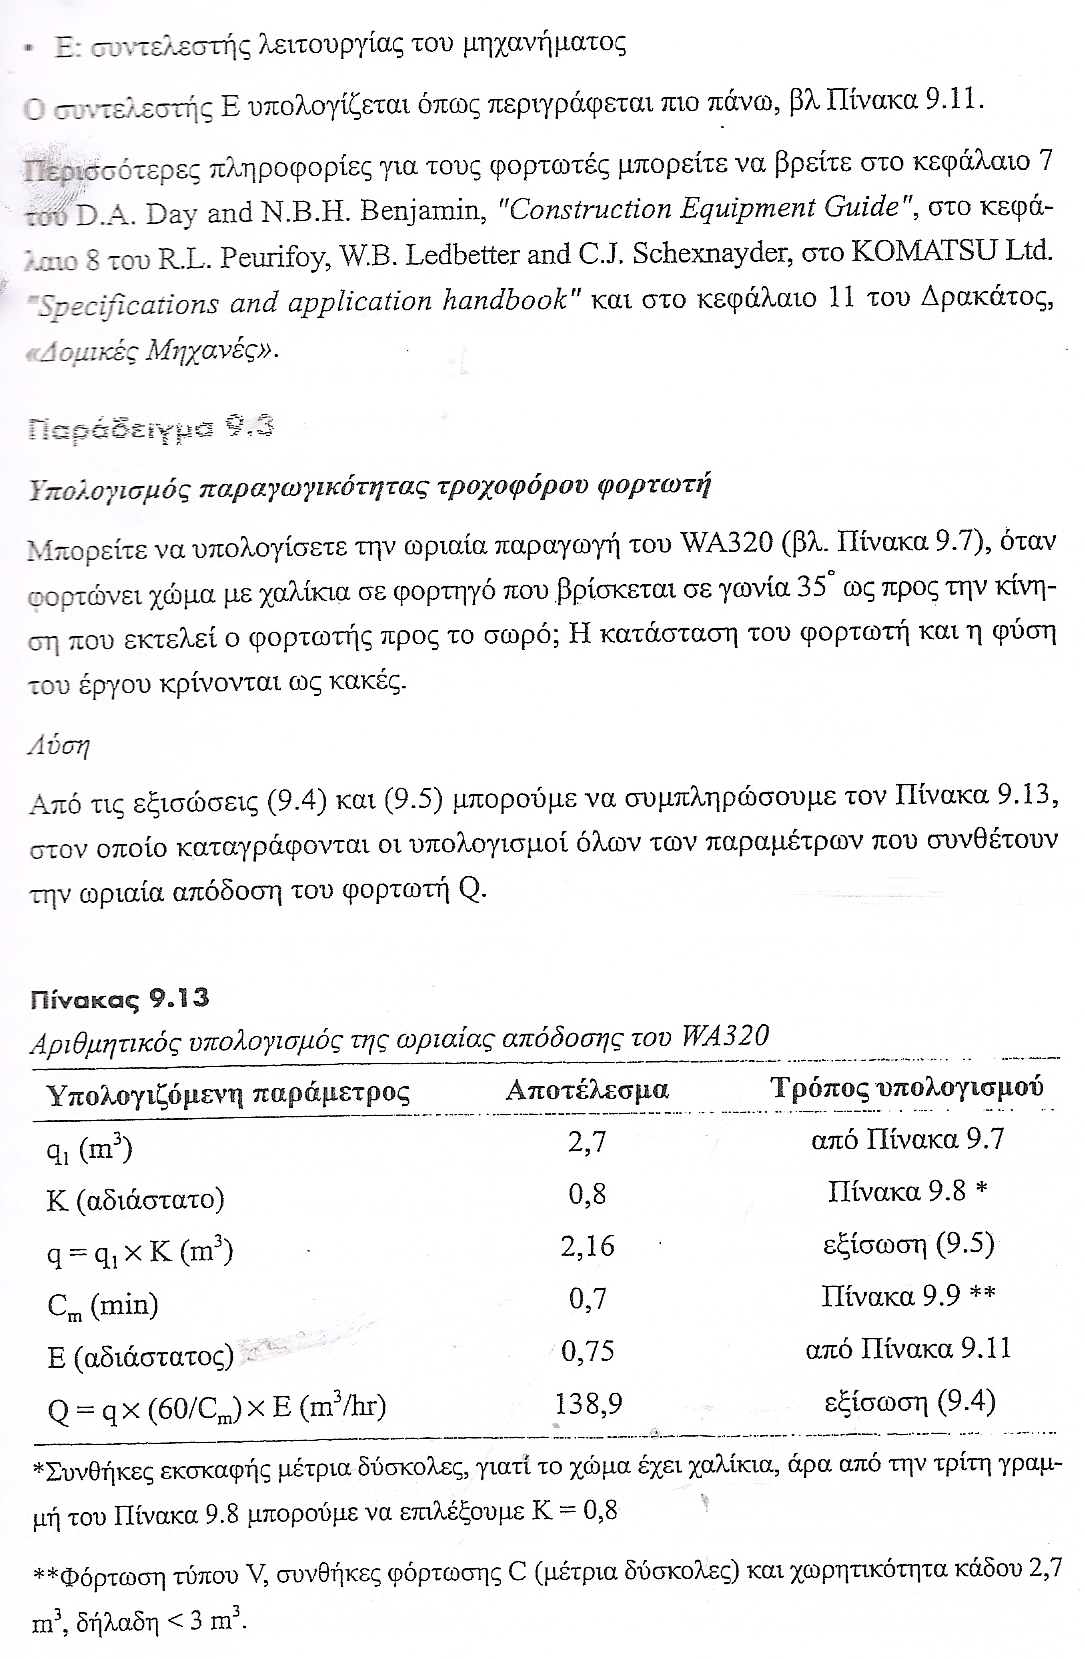 • Ε: συντελεστής λειτουργίας του μηχανήματος
Ο συντελεστής Ε υπολογίζεται όπως περιγράφεται πιο πάνω, βλ Πίνακα 9.11.
Περισσότερες πληροφορίες για τους φορτωτές μπορείτε να βρείτε στο κεφάλαιο 7
του D.A. Day and N.B.H. Benjamin, "Construction Equipment Guide", στο κεφά-
λαιο 8 του R.L. Peurifoy, W.B. Ledbetter and C.J. Schexnayder, στο KOMATSU Ltd.
"Specifications and application handbook" και στο κεφάλαιο 11 του Δρακάτος,
«Δομικές Μηχανές».
Παράδειγμα 9.3
Υπολογισμός παραγωγικότητας τροχοφόρου φορτωτή
Μπορείτε να υπολογίσετε την ωριαία παραγωγή του WA320 (βλ. Πίνακα 9.7), όταν
φορτώνει χώμα με χαλίκια σε φορτηγό που βρίσκεται σε γωνία 35° ως προς την κίνη-
ση που εκτελεί ο φορτωτής προς το σωρό; Η κατάσταση του φορτωτή και η φύση
του έργου κρίνονται ως κακές.
Λύση
Από τις εξισώσεις (9.4) και (9.5) μπορούμε να συμπληρώσουμε τον Πίνακα 9.13,
στον οποίο καταγράφονται οι υπολογισμοί όλων των παραμέτρων που συνθέτουν
την ωριαία απόδοση του φορτωτή Q.
Πίνακας 9.13
Αριθμητικός υπολογισμός της ωριαίας απόδοσης του WA320
Υπολογιζόμενη παράμετρος Αποτέλεσμα Τρόπος υπολογισμού
q₁ (m³) 2,7 από Πίνακα 9.7
K (αδιάστατο) 0,8 Πίνακα 9.8 *
q = q₁ × K (m³) 2,16 εξίσωση (9.5)
Cₘ (min) 0,7 Πίνακα 9.9 **
E (αδιάστατος) 0,75 από Πίνακα 9.11
Q = q × (60/Cₘ) × E (m³/hr) 138,9 εξίσωση (9.4)
*Συνθήκες εκσκαφής μέτρια δύσκολες, γιατί το χώμα έχει χαλίκια, άρα από την τρίτη γραμ-
μή του Πίνακα 9.8 μπορούμε να επιλέξουμε K = 0,8
**Φόρτωση τύπου V, συνθήκες φόρτωσης C (μέτρια δύσκολες) και χωρητικότητα κάδου 2,7
m³, δήλαδη < 3 m³.